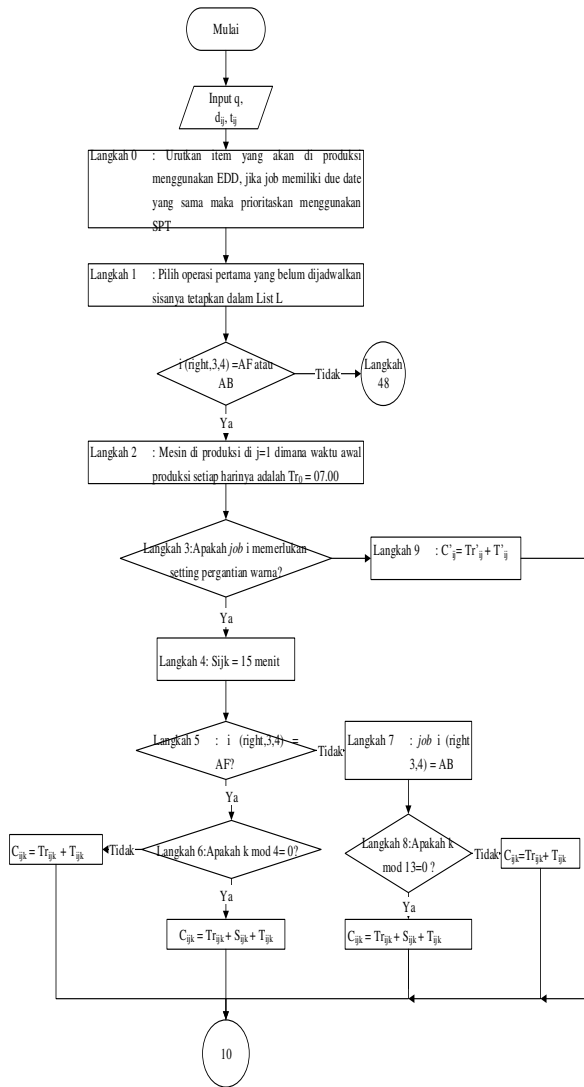 Mulai
Input q,
dij, tij
Langkah 0 : Urutkan item yang akan di produksi
menggunakan EDD, jika job memiliki due date
yang sama maka prioritaskan menggunakan
SPT
Langkah 1 : Pilih operasi pertama yang belum dijadwalkan
sisanya tetapkan dalam List L
i (right,3,4) =AF atau
AB
Tidak
Langkah
48
Ya
Langkah 2 : Mesin di produksi di j=1 dimana waktu awal
produksi setiap harinya adalah Tr0 = 07.00
Langkah 3:Apakah job i memerlukan
setting pergantian warna?
Langkah 9 : C'ij= Tr'ij + T'ij
Ya
Langkah 4: Sijk = 15 menit
Langkah 5 : i (right,3,4) =
AF?
Tidak
Langkah 7 : job i (right
3,4) = AB
Ya
Langkah 6:Apakah k mod 4= 0?
Tidak
Cijk = Trijk + Tijk
Langkah 8:Apakah k
mod 13=0 ?
Tidak
Cijk=Trijk+ Tijk
Ya
Ya
Cijk = Trijk + Sijk + Tijk
Cijk = Trijk + Sijk + Tijk
10